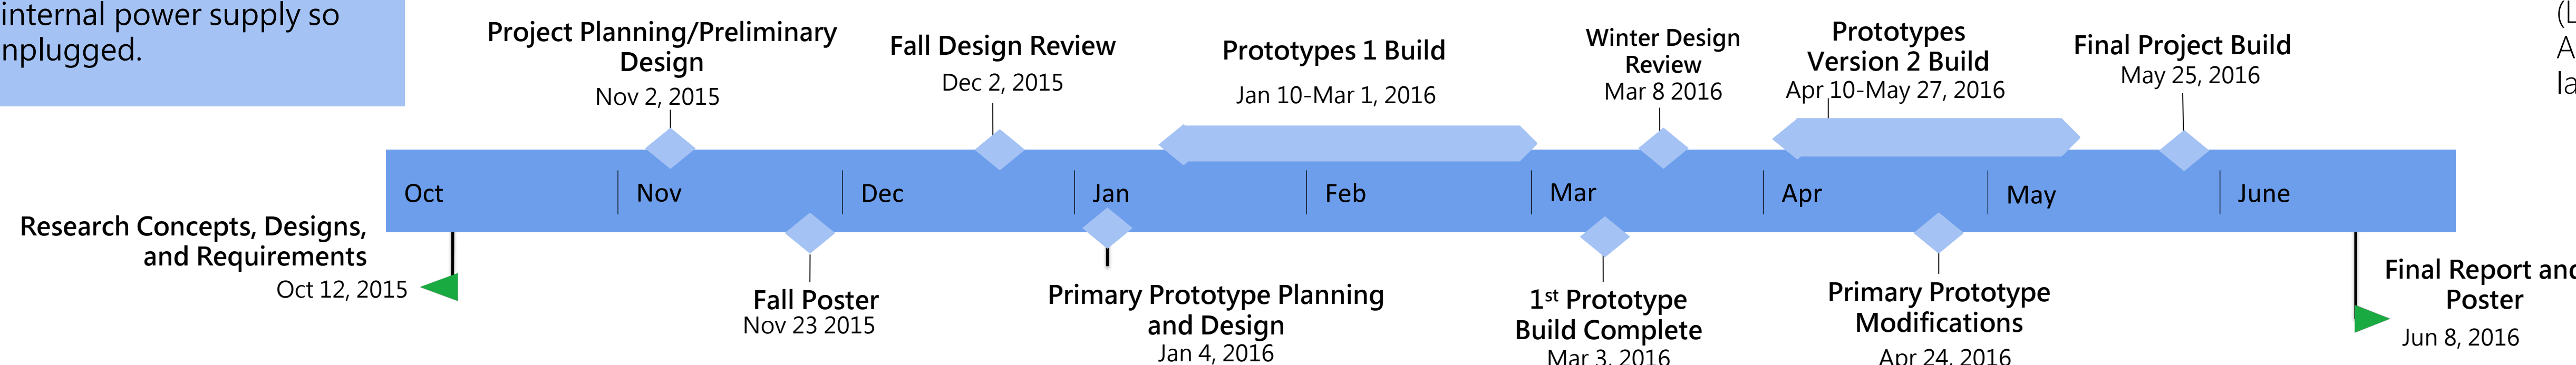 internal power supply so
nplugged.
Project Planning/Preliminary
Design
Nov 2, 2015
Fall Design Review
Dec 2, 2015
Prototypes 1 Build
Jan 10-Mar 1, 2016
Winter Design
Review
Mar 8 2016
Prototypes
Version 2 Build
Apr 10-May 27, 2016
Final Project Build
May 25, 2016
(L
A
la
Oct
Nov
Dec
Jan
Feb
Mar
Apr
May
June
Research Concepts, Designs,
and Requirements
Oct 12, 2015
Fall Poster
Nov 23 2015
Primary Prototype Planning
and Design
Jan 4, 2016
1st Prototype
Build Complete
Mar 3, 2016
Primary Prototype
Modifications
Apr 24, 2016
Final Report and
Poster
Jun 8, 2016